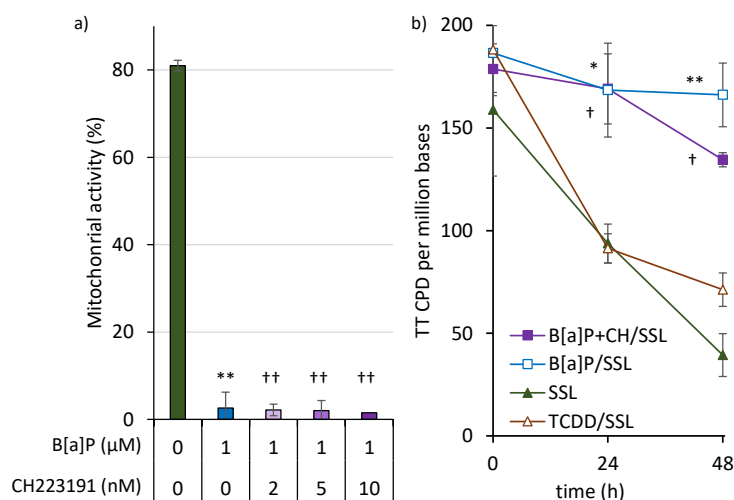 a)
Mitochonrial activity (%)
80
60
40
20
0
**
††
††
††
B[a]P (µM)
0
1
1
1
1
CH223191 (nM)
0
0
2
5
10
b)
TT CPD per million bases
200
150
100
50
0
*
**
†
†
B[a]P+CH/SSL
B[a]P/SSL
SSL
TCDD/SSL
0
24
48
time (h)